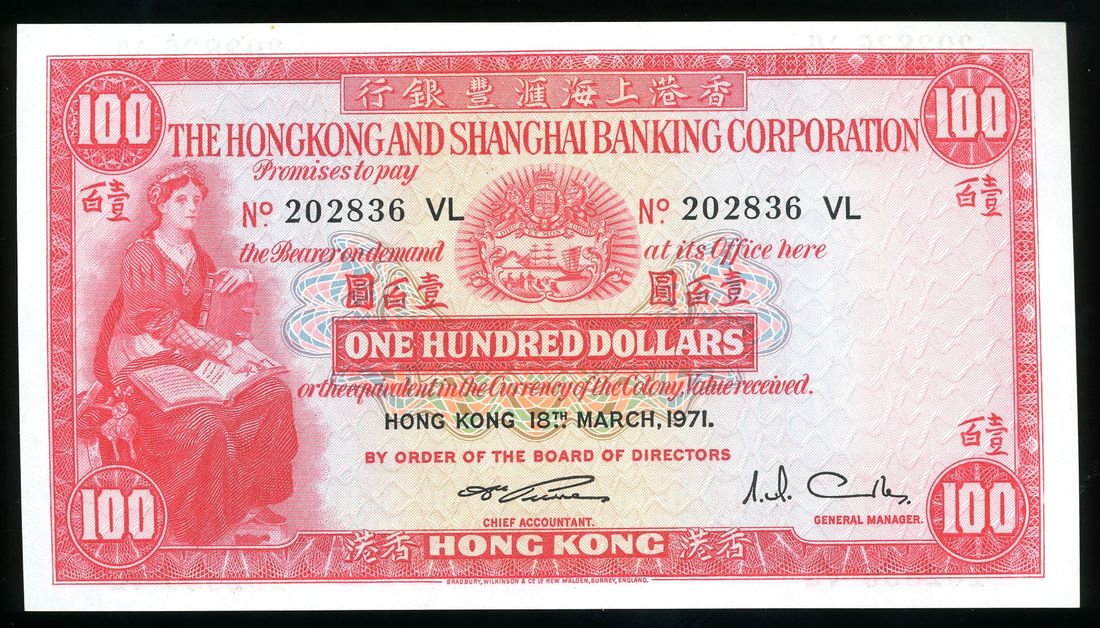 香港上海滙豐銀行
100
100
THE HONGKONG AND SHANGHAI BANKING CORPORATION
Promises to pay
壹百
壹百
Nº 202836 VL
Nº 202836 VL
the Bearer on demand
at its Office here
壹百圓
壹百圓
ONE HUNDRED DOLLARS
or the equivalent in the Currency of the Colony, Value received.
HONG KONG 18TH MARCH, 1971.
壹百
BY ORDER OF THE BOARD OF DIRECTORS
100
100
CHIEF ACCOUNTANT.
GENERAL MANAGER.
香港 HONG KONG 香港
BRADBURY, WILKINSON & Cº Lº NEW MALDEN, SURREY, ENGLAND.